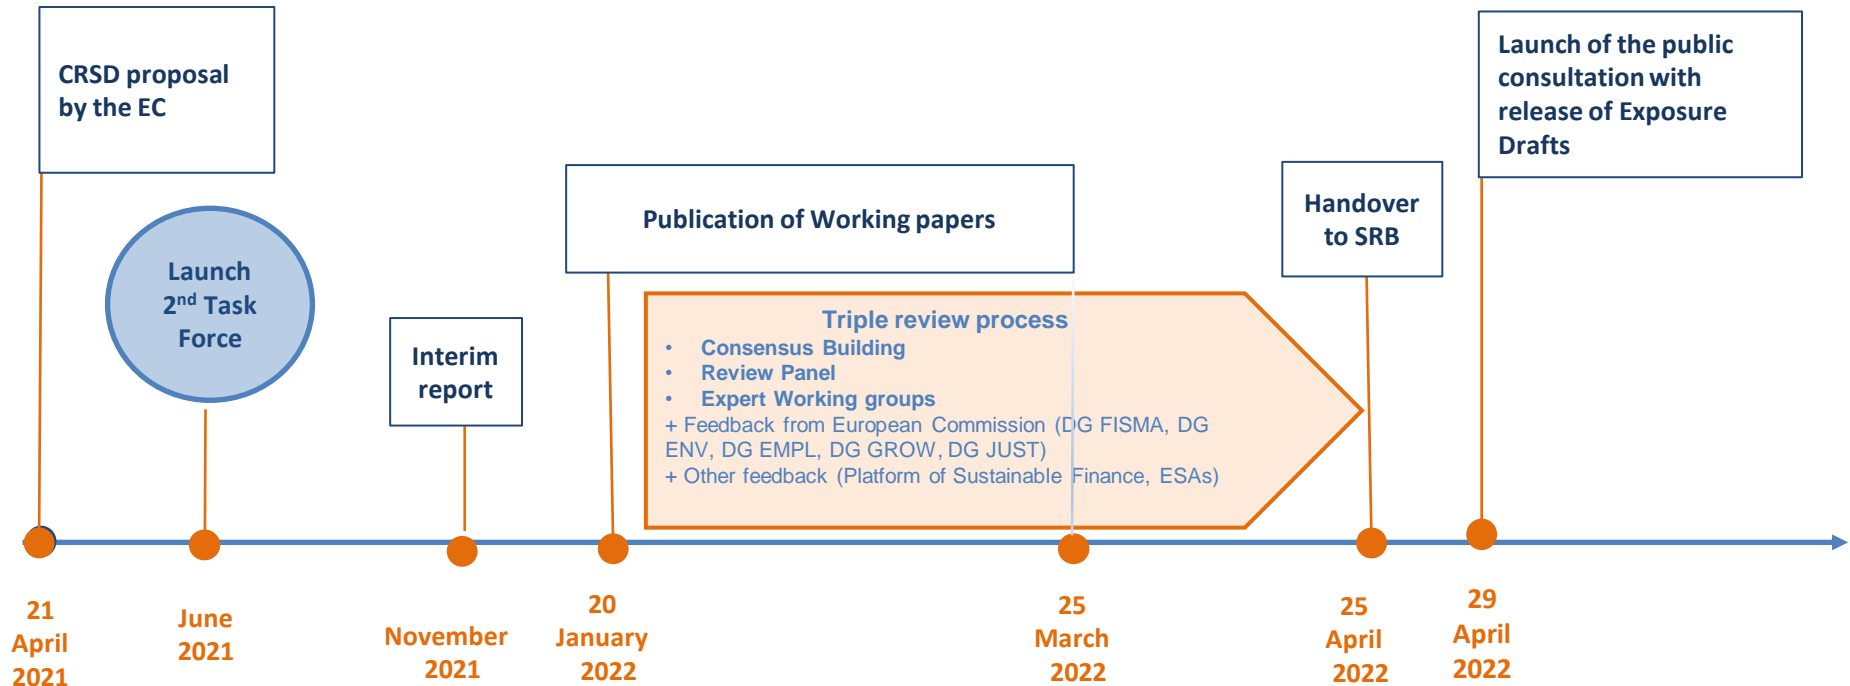 CRSD proposal
by the EC
Launch
2nd Task
Force
Interim
report
Publication of Working papers
Triple review process
• Consensus Building
• Review Panel
• Expert Working groups
+ Feedback from European Commission (DG FISMA, DG
ENV, DG EMPL, DG GROW, DG JUST)
+ Other feedback (Platform of Sustainable Finance, ESAs)
Handover
to SRB
Launch of the public
consultation with
release of Exposure
Drafts
21
April
2021
June
2021
November
2021
20
January
2022
25
March
2022
25
April
2022
29
April
2022